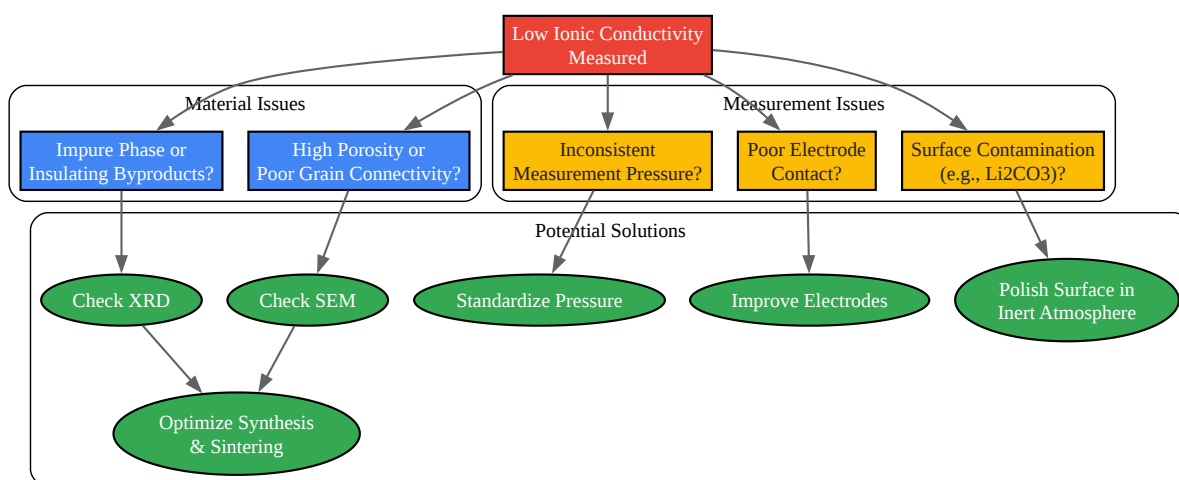 Low Ionic Conductivity
Measured
Material Issues
Measurement Issues
Impure Phase or
Insulating Byproducts?
High Porosity or
Poor Grain Connectivity?
Inconsistent
Measurement Pressure?
Poor Electrode
Contact?
Surface Contamination
(e.g., Li2CO3)?
Potential Solutions
Check XRD
Check SEM
Standardize Pressure
Improve Electrodes
Polish Surface in
Inert Atmosphere
Optimize Synthesis
& Sintering